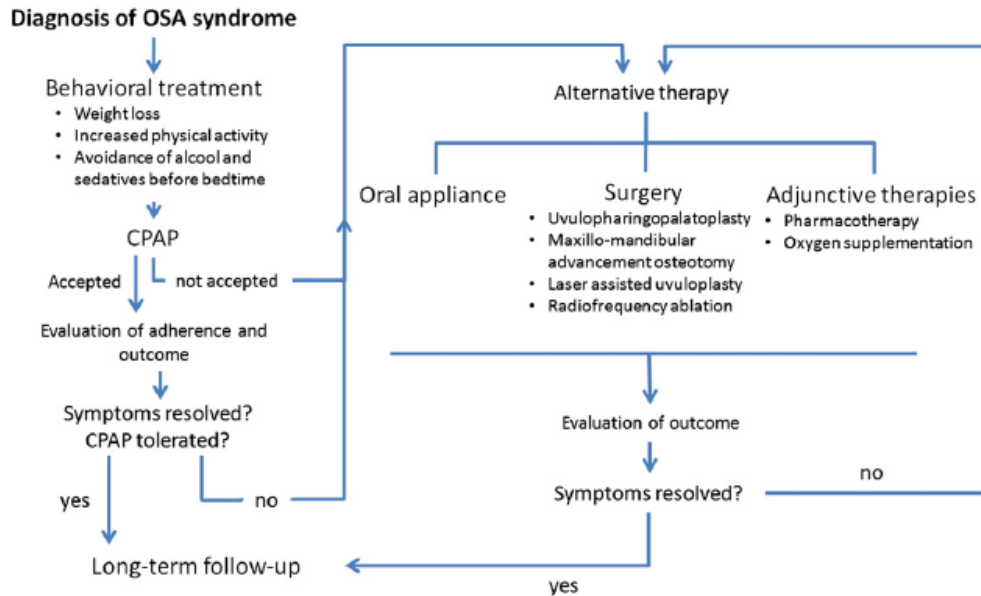 Diagnosis of OSA syndrome
Behavioral treatment
• Weight loss
• Increased physical activity
• Avoidance of alcool and
sedatives before bedtime
CPAP
Accepted
not accepted
Evaluation of adherence and
outcome
Symptoms resolved?
CPAP tolerated?
yes
no
Long-term follow-up
Alternative therapy
Oral appliance
Surgery
• Uvulopharingopalatoplasty
• Maxillo-mandibular
advancement osteotomy
• Laser assisted uvuloplasty
• Radiofrequency ablation
Adjunctive therapies
• Pharmacotherapy
• Oxygen supplementation
Evaluation of outcome
Symptoms resolved?
no
yes